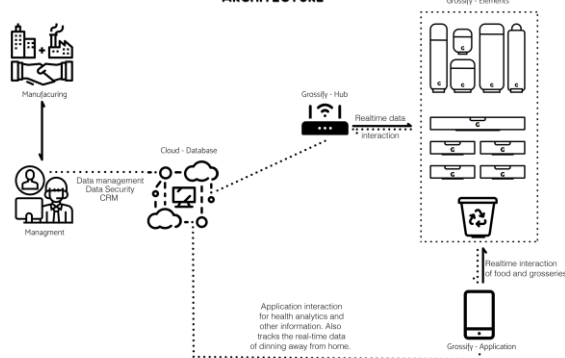 ARCHITECTURE
Grossify - Elements
Manufacuring
Grossify - Hub
Realtime data
interaction
Cloud - Database
Data management
Data Security
CRM
Managment
Realtime interaction
of food and grosseries
Application interaction
for health analytics and
other information. Also
tracks the real-time data
of dinning away from home.
Grossify - Application